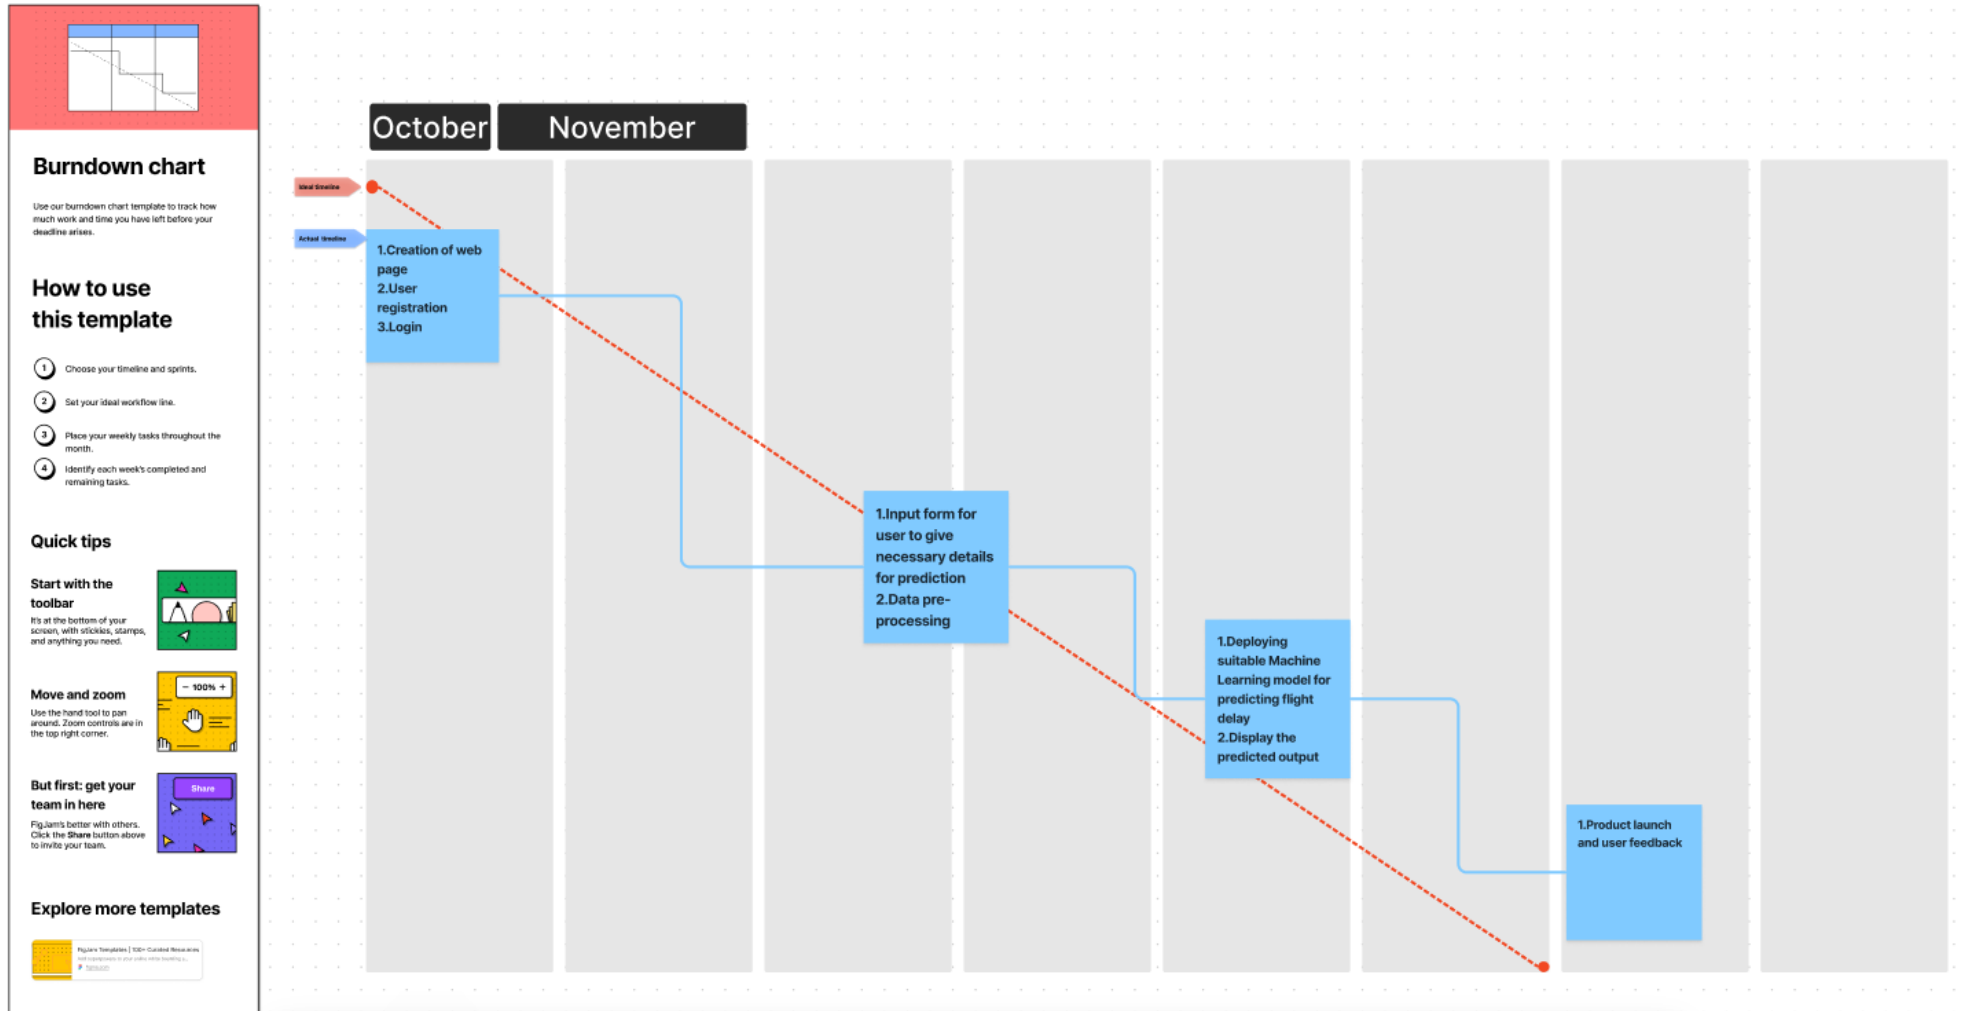 Burndown chart
Use our burndown chart template to track how
much work and time you have left before your
deadline arises.
How to use
this template
1
Choose your timeline and sprints.
2
Set your ideal workflow line.
3
Place your weekly tasks throughout the
month.
4
Identify each week's completed and
remaining tasks.
Quick tips
Start with the
toolbar
It's at the bottom of your
screen, with stickies, stamps,
and anything you need.
Move and zoom
Use the hand tool to pan
around. Zoom controls are in
the top right corner.
− 100% +
But first: get your
team in here
FigJam's better with others.
Click the Share button above
to invite your team.
Share
Explore more templates
FigJam Templates | 100+ Curated Resources
October
November
Ideal timeline
Actual timeline
1.Creation of web
page
2.User
registration
3.Login
1.Input form for
user to give
necessary details
for prediction
2.Data pre-
processing
1.Deploying
suitable Machine
Learning model for
predicting flight
delay
2.Display the
predicted output
1.Product launch
and user feedback